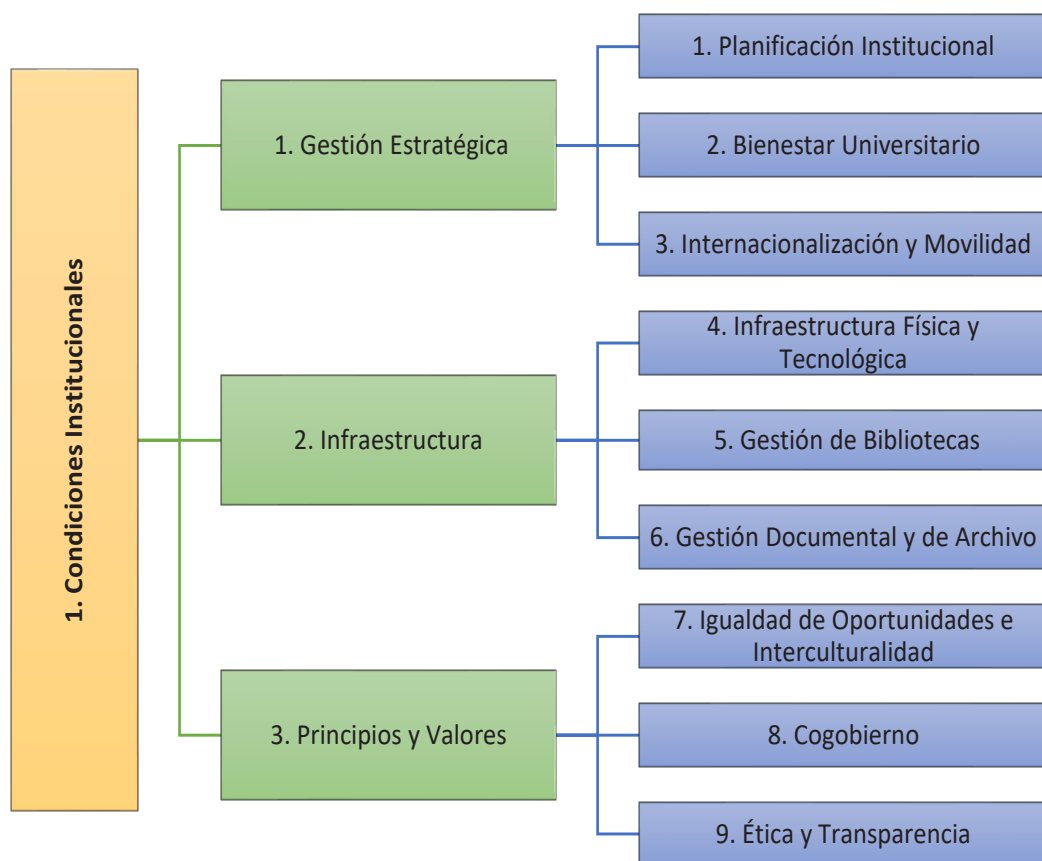 1. Condiciones Institucionales
1. Gestión Estratégica
1. Planificación Institucional
2. Bienestar Universitario
3. Internacionalización y Movilidad
2. Infraestructura
4. Infraestructura Física y
Tecnológica
5. Gestión de Bibliotecas
6. Gestión Documental y de Archivo
3. Principios y Valores
7. Igualdad de Oportunidades e
Interculturalidad
8. Cogobierno
9. Ética y Transparencia